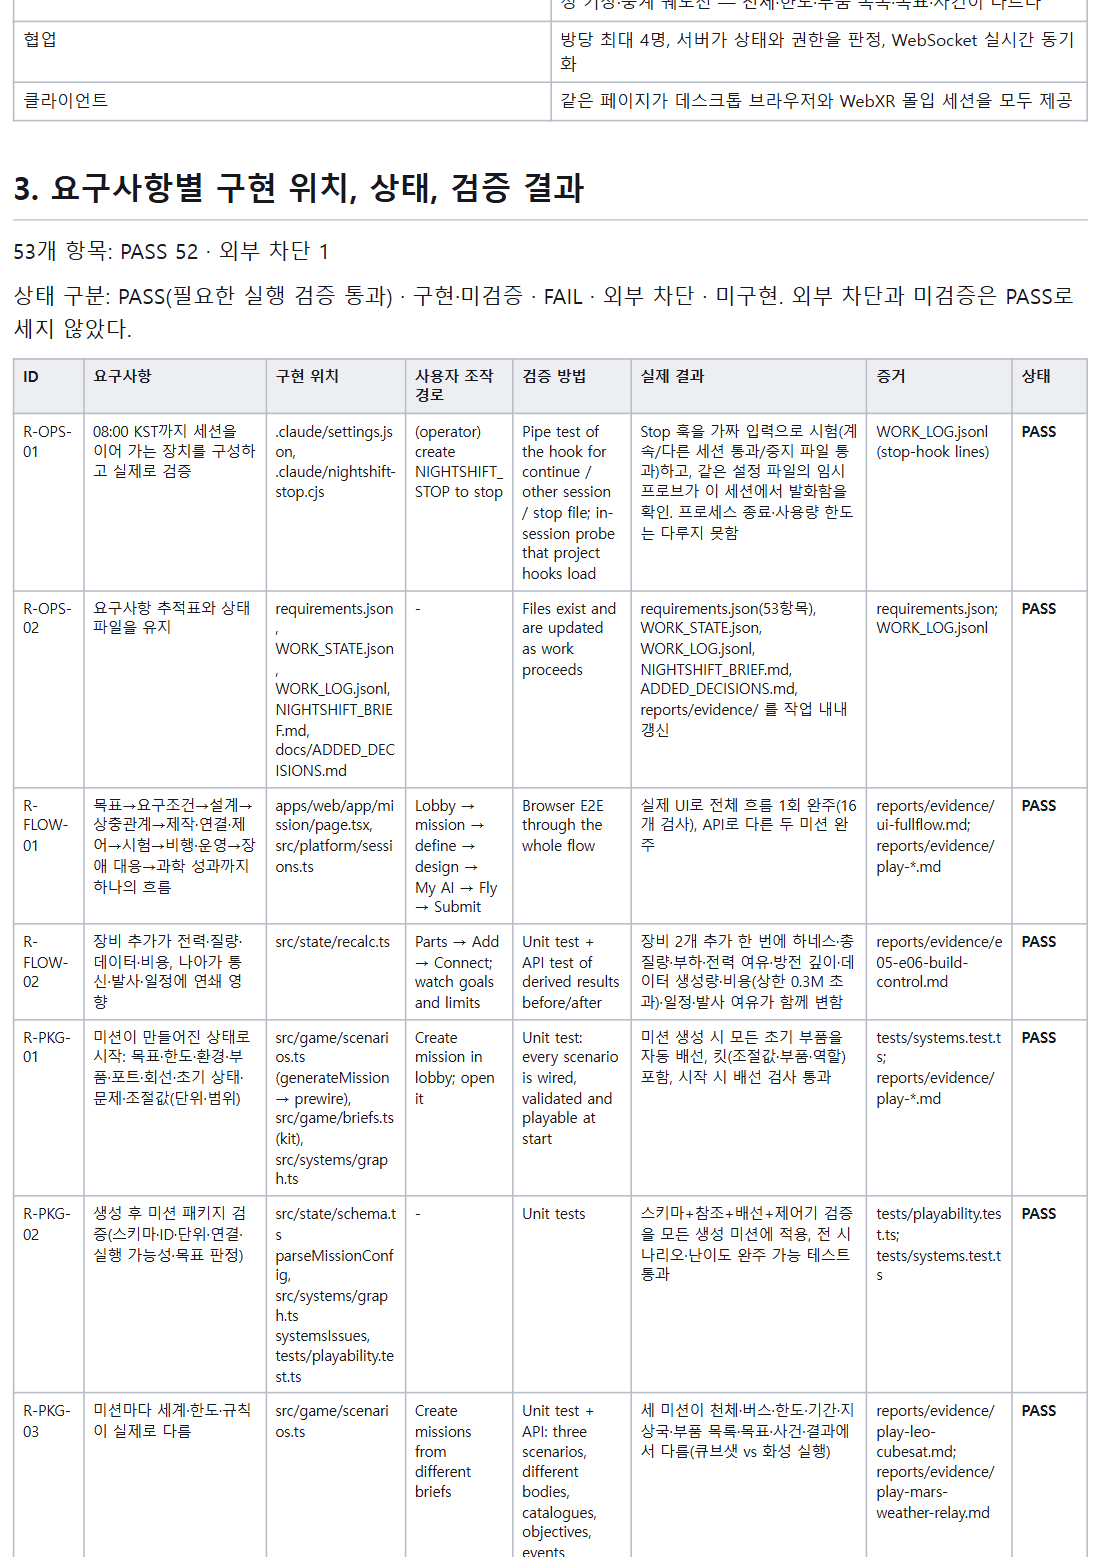 협업
방당 최대 4명, 서버가 상태와 권한을 판정, WebSocket 실시간 동기
화
클라이언트
같은 페이지가 데스크톱 브라우저와 WebXR 몰입 세션을 모두 제공
3. 요구사항별 구현 위치, 상태, 검증 결과
53개 항목: PASS 52 · 외부 차단 1
상태 구분: PASS(필요한 실행 검증 통과) · 구현·미검증 · FAIL · 외부 차단 · 미구현. 외부 차단과 미검증은 PASS로
세지 않았다.
ID
요구사항
구현 위치
사용자 조작
경로
검증 방법
실제 결과
증거
상태
R-OPS-
01
08:00 KST까지 세션을
이어 가는 장치를 구성하
고 실제로 검증
.claude/settings.js
on,
.claude/nightshift-
stop.cjs
(operator)
create
NIGHTSHIFT_
STOP to stop
Pipe test of
the hook for
continue /
other session
/ stop file; in-
session probe
that project
hooks load
Stop 훅을 가짜 입력으로 시험(계
속/다른 세션 통과/중지 파일 통
과)하고, 같은 설정 파일의 임시
프로브가 이 세션에서 발화함을
확인. 프로세스 종료·사용량 한도
는 다루지 못함
WORK_LOG.jsonl
(stop-hook lines)
PASS
R-OPS-
02
요구사항 추적표와 상태
파일을 유지
requirements.json
,
WORK_STATE.json
,
WORK_LOG.jsonl,
NIGHTSHIFT_BRIE
F.md,
docs/ADDED_DEC
ISIONS.md
-
Files exist and
are updated
as work
proceeds
requirements.json(53항목),
WORK_STATE.json,
WORK_LOG.jsonl,
NIGHTSHIFT_BRIEF.md,
ADDED_DECISIONS.md,
reports/evidence/ 를 작업 내내
갱신
requirements.json;
WORK_LOG.jsonl
PASS
R-
FLOW-
01
목표→요구조건→설계→
상충관계→제작·연결·제
어→시험→비행·운영→장
애 대응→과학 성과까지
하나의 흐름
apps/web/app/mi
ssion/page.tsx,
src/platform/sessi
ons.ts
Lobby →
mission →
define →
design →
My AI → Fly
→ Submit
Browser E2E
through the
whole flow
실제 UI로 전체 흐름 1회 완주(16
개 검사), API로 다른 두 미션 완
주
reports/evidence/
ui-fullflow.md;
reports/evidence/
play-*.md
PASS
R-
FLOW-
02
장비 추가가 전력·질량·
데이터·비용, 나아가 통
신·발사·일정에 연쇄 영
향
src/state/recalc.ts
Parts → Add
→ Connect;
watch goals
and limits
Unit test +
API test of
derived results
before/after
장비 2개 추가 한 번에 하네스·총
질량·부하·전력 여유·방전 깊이·데
이터 생성량·비용(상한 0.3M 초
과)·일정·발사 여유가 함께 변함
reports/evidence/e
05-e06-build-
control.md
PASS
R-PKG-
01
미션이 만들어진 상태로
시작: 목표·한도·환경·부
품·포트·회선·초기 상태·
문제·조절값(단위·범위)
src/game/scenari
os.ts
(generateMission
→ prewire),
src/game/briefs.ts
(kit),
src/systems/grap
h.ts
Create
mission in
lobby; open
it
Unit test:
every scenario
is wired,
validated and
playable at
start
미션 생성 시 모든 초기 부품을
자동 배선, 킷(조절값·부품·역할)
포함, 시작 시 배선 검사 통과
tests/systems.test.t
s;
reports/evidence/
play-*.md
PASS
R-PKG-
02
생성 후 미션 패키지 검
증(스키마·ID·단위·연결·
실행 가능성·목표 판정)
src/state/schema.t
s
parseMissionConf
ig,
src/systems/grap
h.ts
systemsIssues,
tests/playability.te
st.ts
-
Unit tests
스키마+참조+배선+제어기 검증
을 모든 생성 미션에 적용, 전 시
나리오·난이도 완주 가능 테스트
통과
tests/playability.tes
t.ts;
tests/systems.test.t
s
PASS
R-PKG-
03
미션마다 세계·한도·규칙
이 실제로 다름
src/game/scenari
os.ts
Create
missions
from
different
briefs
Unit test +
API: three
scenarios,
different
bodies,
catalogues,
objectives,
events
세 미션이 천체·버스·한도·기간·지
상국·부품 목록·목표·사건·결과에
서 다름(큐브샛 vs 화성 실행)
reports/evidence/
play-leo-
cubesat.md;
reports/evidence/
play-mars-
weather-relay.md
PASS